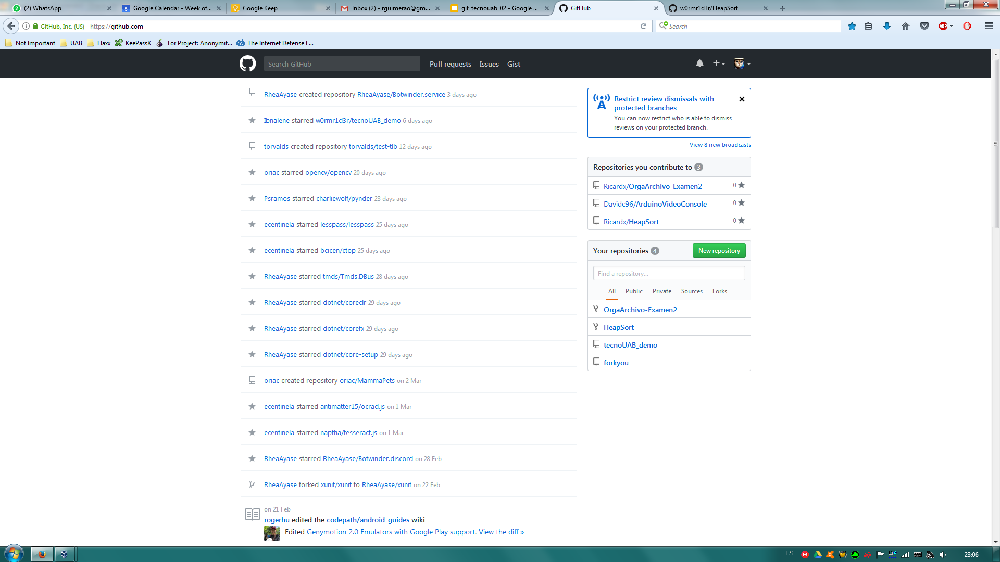 (2) WhatsApp
Google Calendar - Week of...
Google Keep
Inbox (2) - rguimerao@gm...
git_tecnouab_02 - Google ...
GitHub
w0rmr1d3r/HeapSort
GitHub, Inc. (US)
https://github.com
Search
ABP
Not Important
UAB
Haxx
KeePassX
Tor Project: Anonymit...
The Internet Defense L...
Search GitHub
Pull requests
Issues
Gist
RheaAyase created repository RheaAyase/Botwinder.service 3 days ago
Ibnalene starred w0rmr1d3r/tecnoUAB_demo 6 days ago
torvalds created repository torvalds/test-tlb 12 days ago
oriac starred opencv/opencv 20 days ago
Psramos starred charliewolf/pynder 23 days ago
ecentinela starred lesspass/lesspass 25 days ago
ecentinela starred bcicen/ctop 25 days ago
RheaAyase starred tmds/Tmds.DBus 28 days ago
RheaAyase starred dotnet/coreclr 29 days ago
RheaAyase starred dotnet/corefx 29 days ago
RheaAyase starred dotnet/core-setup 29 days ago
oriac created repository oriac/MammaPets on 2 Mar
ecentinela starred antimatter15/ocrad.js on 1 Mar
ecentinela starred naptha/tesseract.js on 1 Mar
RheaAyase starred RheaAyase/Botwinder.discord on 28 Feb
RheaAyase forked xunit/xunit to RheaAyase/xunit on 22 Feb
on 21 Feb
rogerhu edited the codepath/android_guides wiki
Edited Genymotion 2.0 Emulators with Google Play support. View the diff »
Restrict review dismissals with
protected branches
You can now restrict who is able to dismiss
reviews on your protected branch.
View 8 new broadcasts
Repositories you contribute to 3
Ricardx/OrgaArchivo-Examen2 0
Davidc96/ArduinoVideoConsole 0
Ricardx/HeapSort 0
Your repositories 4
New repository
Find a repository...
All
Public
Private
Sources
Forks
OrgaArchivo-Examen2
HeapSort
tecnoUAB_demo
forkyou
ES
23:06